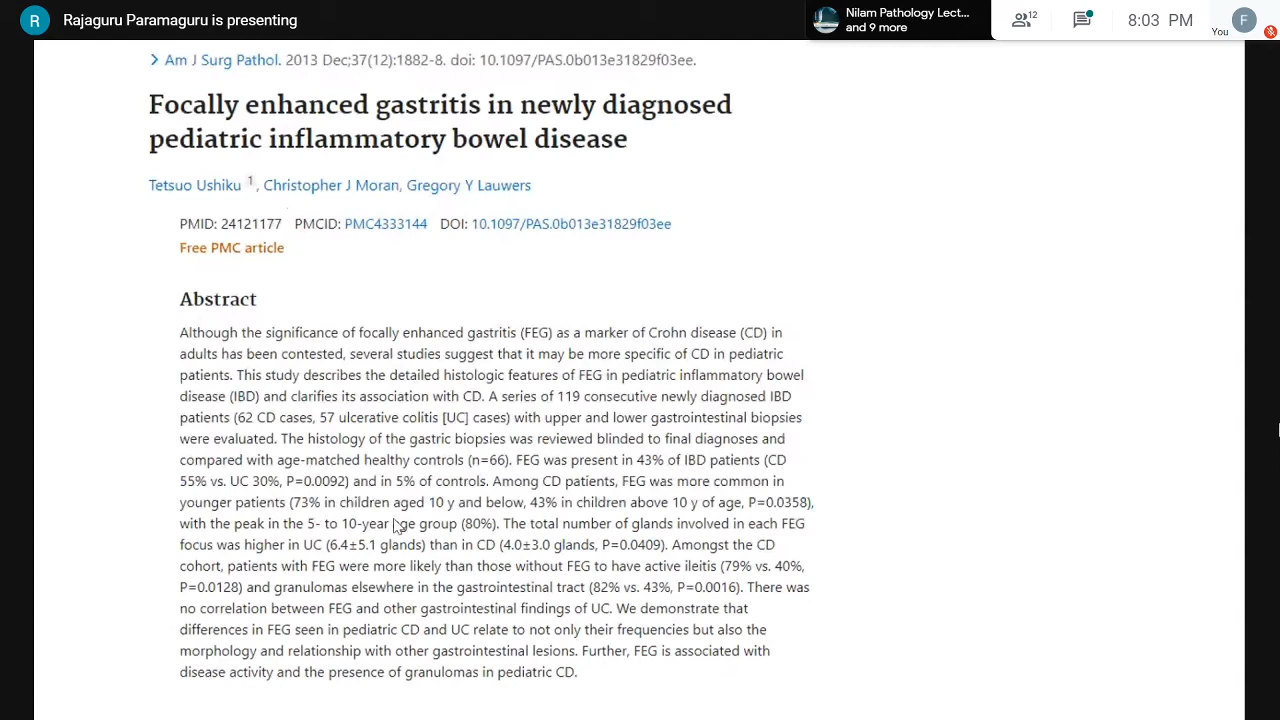 R Rajaguru Paramaguru is presenting
Nilam Pathology Lect...
and 9 more
12
8:03 PM
You
F
Am J Surg Pathol. 2013 Dec;37(12):1882-8. doi: 10.1097/PAS.0b013e31829f03ee.
Focally enhanced gastritis in newly diagnosed
pediatric inflammatory bowel disease
Tetsuo Ushiku 1, Christopher J Moran, Gregory Y Lauwers
PMID: 24121177 PMCID: PMC4333144 DOI: 10.1097/PAS.0b013e31829f03ee
Free PMC article
Abstract
Although the significance of focally enhanced gastritis (FEG) as a marker of Crohn disease (CD) in
adults has been contested, several studies suggest that it may be more specific of CD in pediatric
patients. This study describes the detailed histologic features of FEG in pediatric inflammatory bowel
disease (IBD) and clarifies its association with CD. A series of 119 consecutive newly diagnosed IBD
patients (62 CD cases, 57 ulcerative colitis [UC] cases) with upper and lower gastrointestinal biopsies
were evaluated. The histology of the gastric biopsies was reviewed blinded to final diagnoses and
compared with age-matched healthy controls (n=66). FEG was present in 43% of IBD patients (CD
55% vs. UC 30%, P=0.0092) and in 5% of controls. Among CD patients, FEG was more common in
younger patients (73% in children aged 10 y and below, 43% in children above 10 y of age, P=0.0358),
with the peak in the 5- to 10-year age group (80%). The total number of glands involved in each FEG
focus was higher in UC (6.4±5.1 glands) than in CD (4.0±3.0 glands, P=0.0409). Amongst the CD
cohort, patients with FEG were more likely than those without FEG to have active ileitis (79% vs. 40%,
P=0.0128) and granulomas elsewhere in the gastrointestinal tract (82% vs. 43%, P=0.0016). There was
no correlation between FEG and other gastrointestinal findings of UC. We demonstrate that
differences in FEG seen in pediatric CD and UC relate to not only their frequencies but also the
morphology and relationship with other gastrointestinal lesions. Further, FEG is associated with
disease activity and the presence of granulomas in pediatric CD.